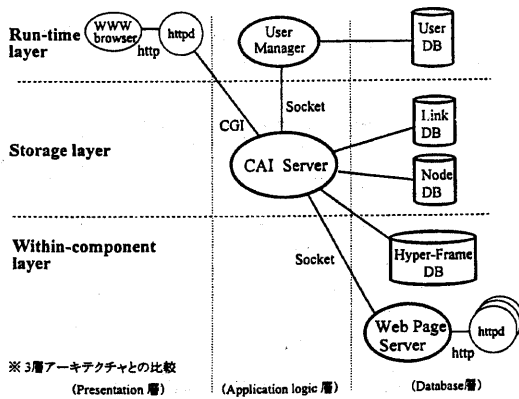 Run-time
layer
WWW
browser
http
httpd
User
Manager
User
DB
Socket
CGI
Storage layer
CAI Server
Link
DB
Node
DB
Within-component
layer
Socket
Hyper-Frame
DB
Web Page
Server
http
httpd
※ 3層アーキテクチャとの比較
(Presentation 層)
(Application logic 層)
(Database層)